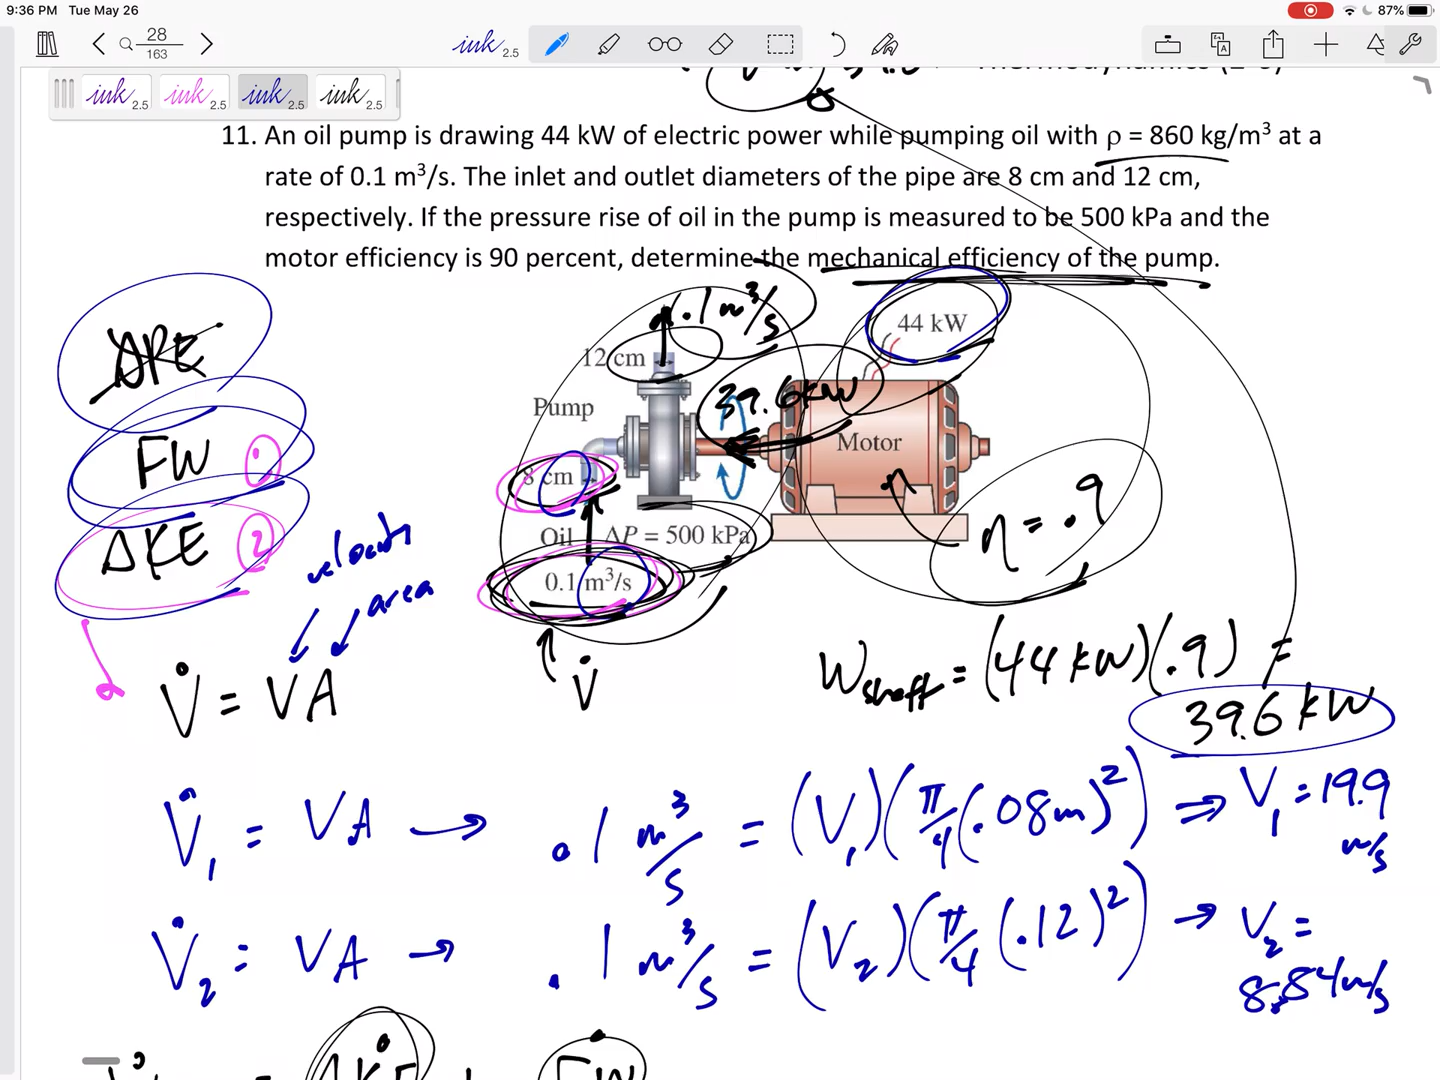 9:36 PM Tue May 26
87%
28
163
ink 2.5
ink 2.5 ink 2.5 ink 2.5 ink 2.5
Thermodynamics
11. An oil pump is drawing 44 kW of electric power while pumping oil with ρ = 860 kg/m³ at a
rate of 0.1 m³/s. The inlet and outlet diameters of the pipe are 8 cm and 12 cm,
respectively. If the pressure rise of oil in the pump is measured to be 500 kPa and the
motor efficiency is 90 percent, determine the mechanical efficiency of the pump.
.1 m³/s
44 kW
ΔPE
12 cm
39.6 kW
Pump
Motor
FW 1
8 cm
η = .9
Oil ΔP = 500 kPa
ΔKE 2
velocity
0.1 m³/s
area
V̇ = VA
V̇
Wshaft = (44 kW)(.9) =
39.6 kW
V̇₁ = VA → .1 m³/s = (V₁)(π/4(.08m)²) ⇒ V₁ = 19.9 m/s
V̇₂ = VA → .1 m³/s = (V₂)(π/4(.12)²) → V₂ = 8.84 m/s